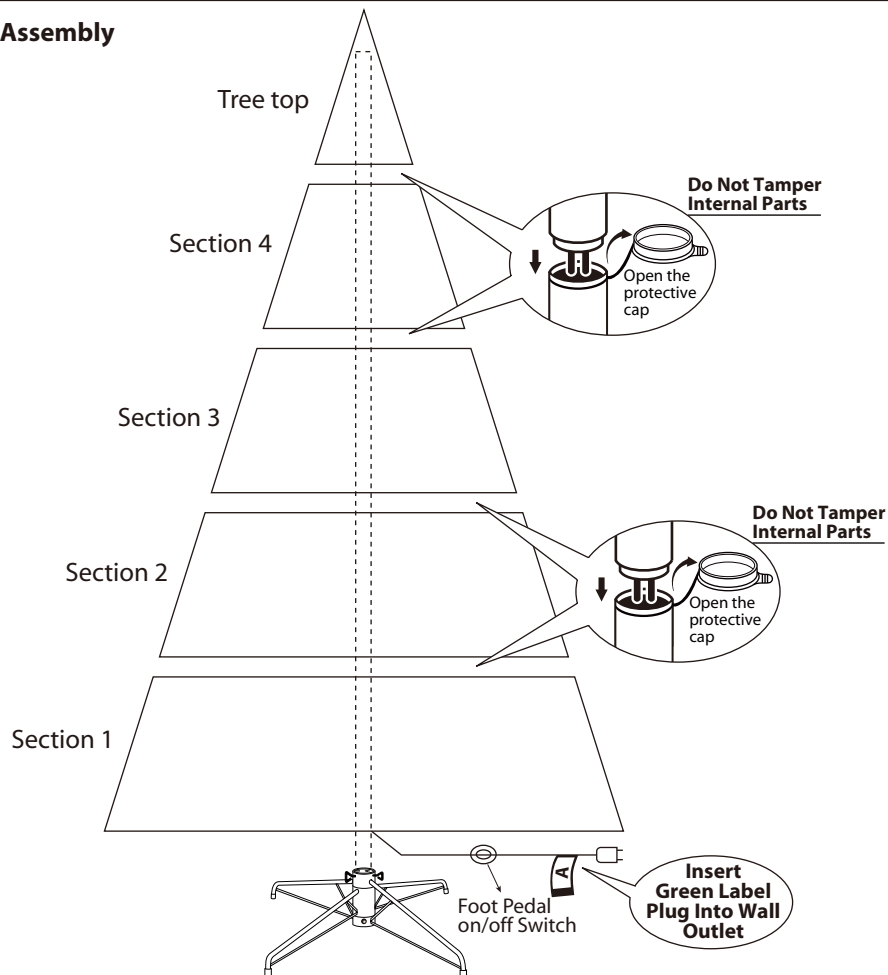 Assembly
Tree top
Do Not Tamper
Internal Parts
Section 4
Open the
protective
cap
Section 3
Do Not Tamper
Internal Parts
Section 2
Open the
protective
cap
Section 1
A
Foot Pedal
on/off Switch
Insert
Green Label
Plug Into Wall
Outlet